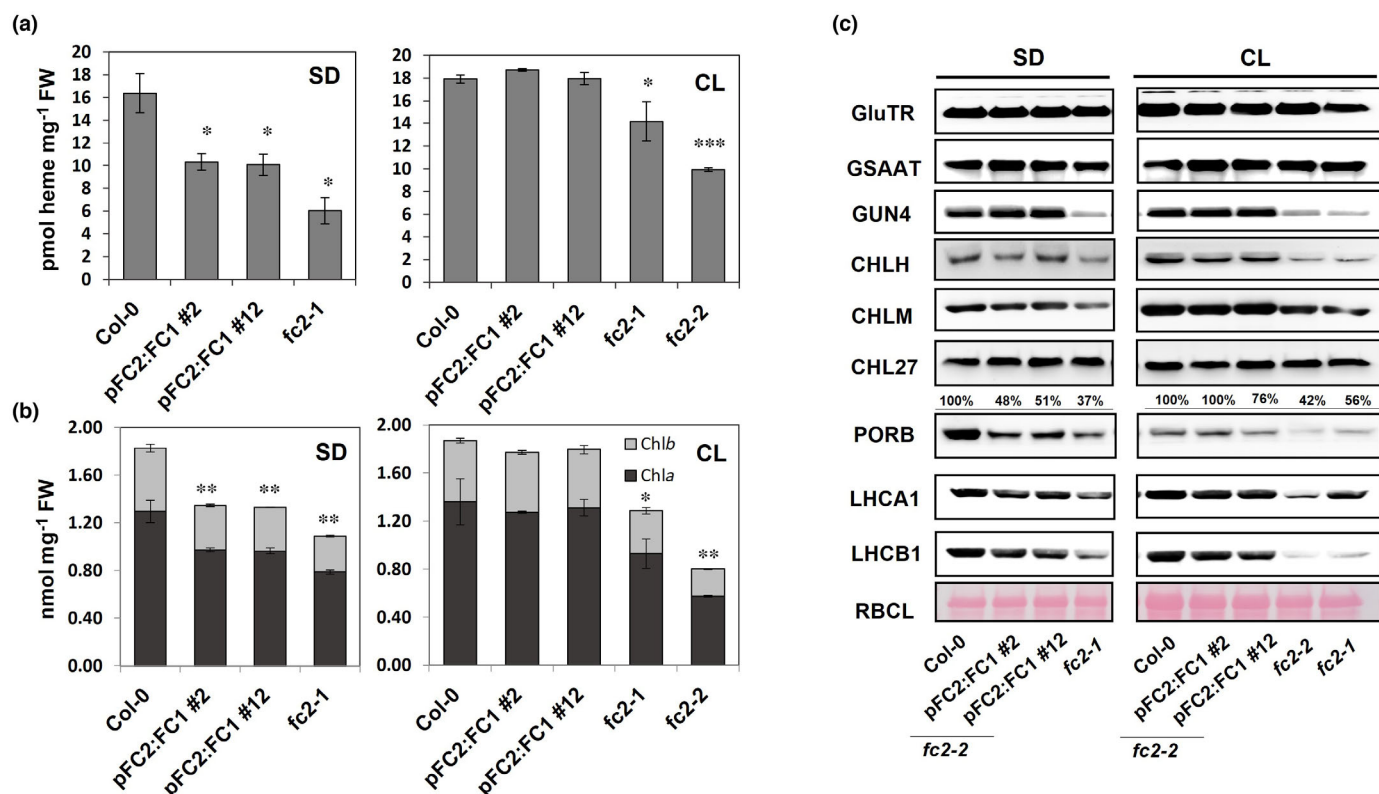 (a)
pmol heme mg-1 FW
20
18
16
14
12
10
8
6
4
2
0
SD
*
*
*
Col-0
pFC2:FC1 #2
pFC2:FC1 #12
fc2-1
20
18
16
14
12
10
8
6
4
2
0
CL
*
***
Col-0
pFC2:FC1 #2
pFC2:FC1 #12
fc2-1
fc2-2
(b)
nmol mg-1 FW
2.00
1.60
1.20
0.80
0.40
0.00
SD
**
**
**
Col-0
pFC2:FC1 #2
pFC2:FC1 #12
fc2-1
2.00
1.60
1.20
0.80
0.40
0.00
CL
Chlb
Chla
*
**
Col-0
pFC2:FC1 #2
pFC2:FC1 #12
fc2-1
fc2-2
(c)
SD CL
GluTR
GSAAT
GUN4
CHLH
CHLM
CHL27
100% 48% 51% 37% 100% 100% 76% 42% 56%
PORB
LHCA1
LHCB1
RBCL
Col-0
pFC2:FC1 #2
pFC2:FC1 #12
fc2-1
fc2-2
Col-0
pFC2:FC1 #2
pFC2:FC1 #12
fc2-2
fc2-1
fc2-2